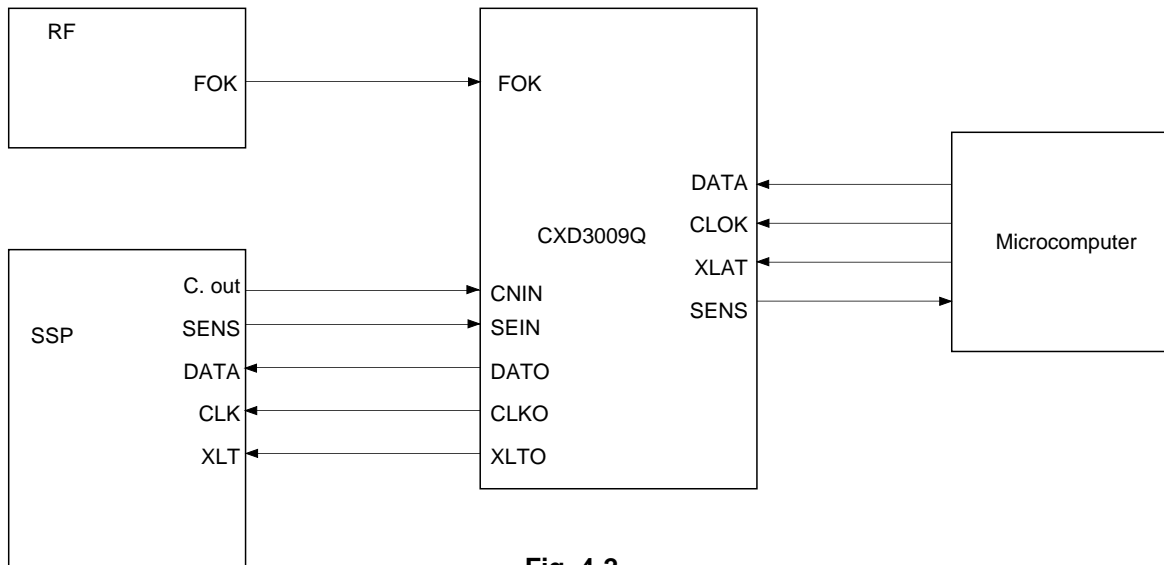 RF
FOK
FOK
DATA
CLOK
XLAT
SENS
CXD3009Q
Microcomputer
SSP
C. out
SENS
DATA
CLK
XLT
CNIN
SEIN
DATO
CLKO
XLTO